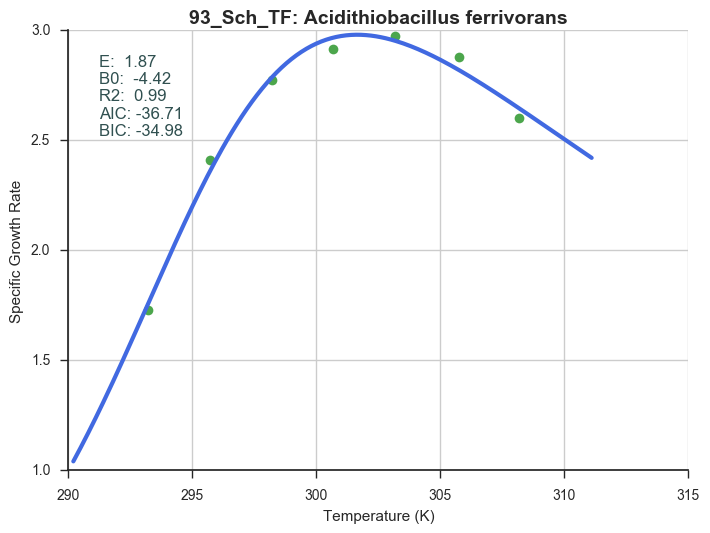 93_Sch_TF: Acidithiobacillus ferrivorans
E:  1.87
B0:  -4.42
R2:  0.99
AIC: -36.71
BIC: -34.98
Specific Growth Rate
3.0
2.5
2.0
1.5
1.0
290 295 300 305 310 315
Temperature (K)